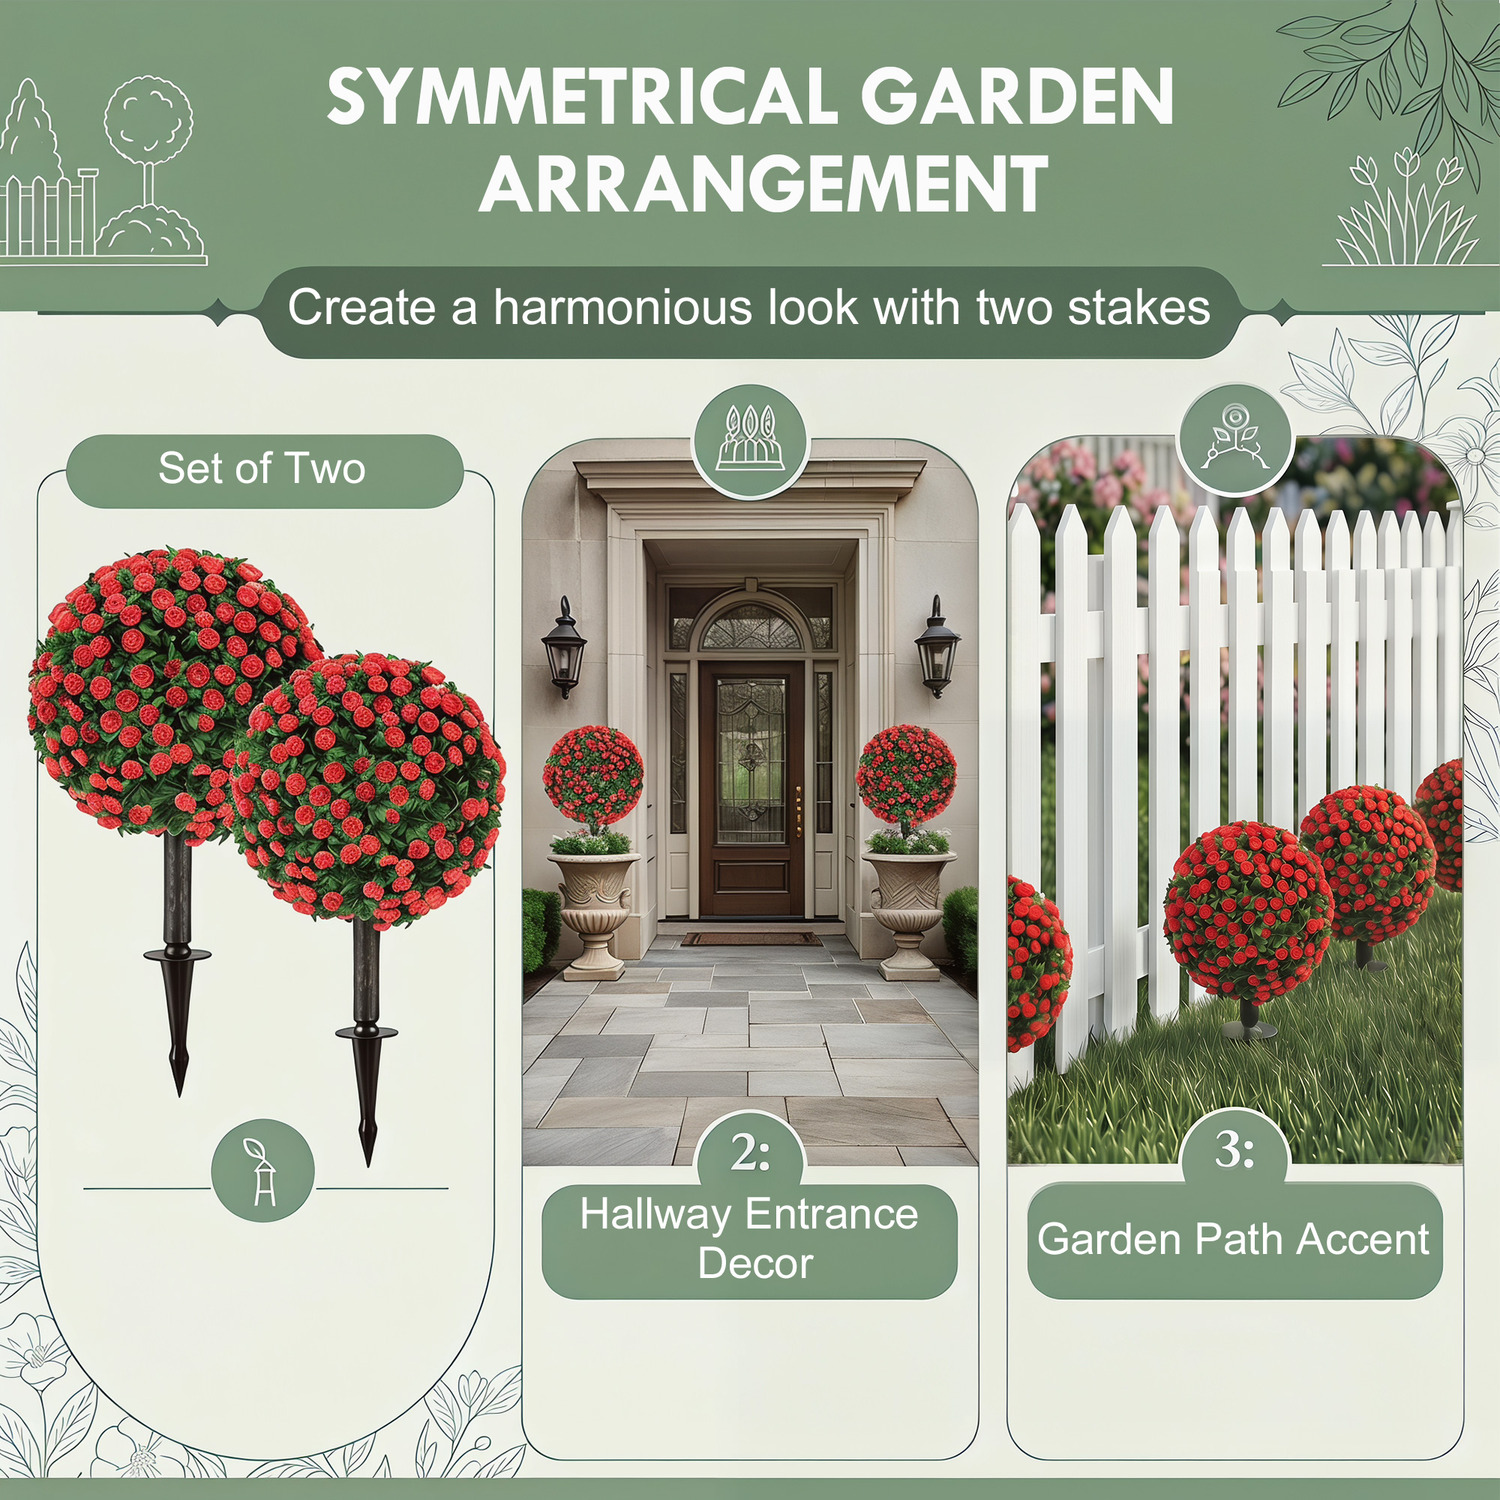 SYMMETRICAL GARDEN
ARRANGEMENT
Create a harmonious look with two stakes
Set of Two
2:
Hallway Entrance
Decor
3:
Garden Path Accent